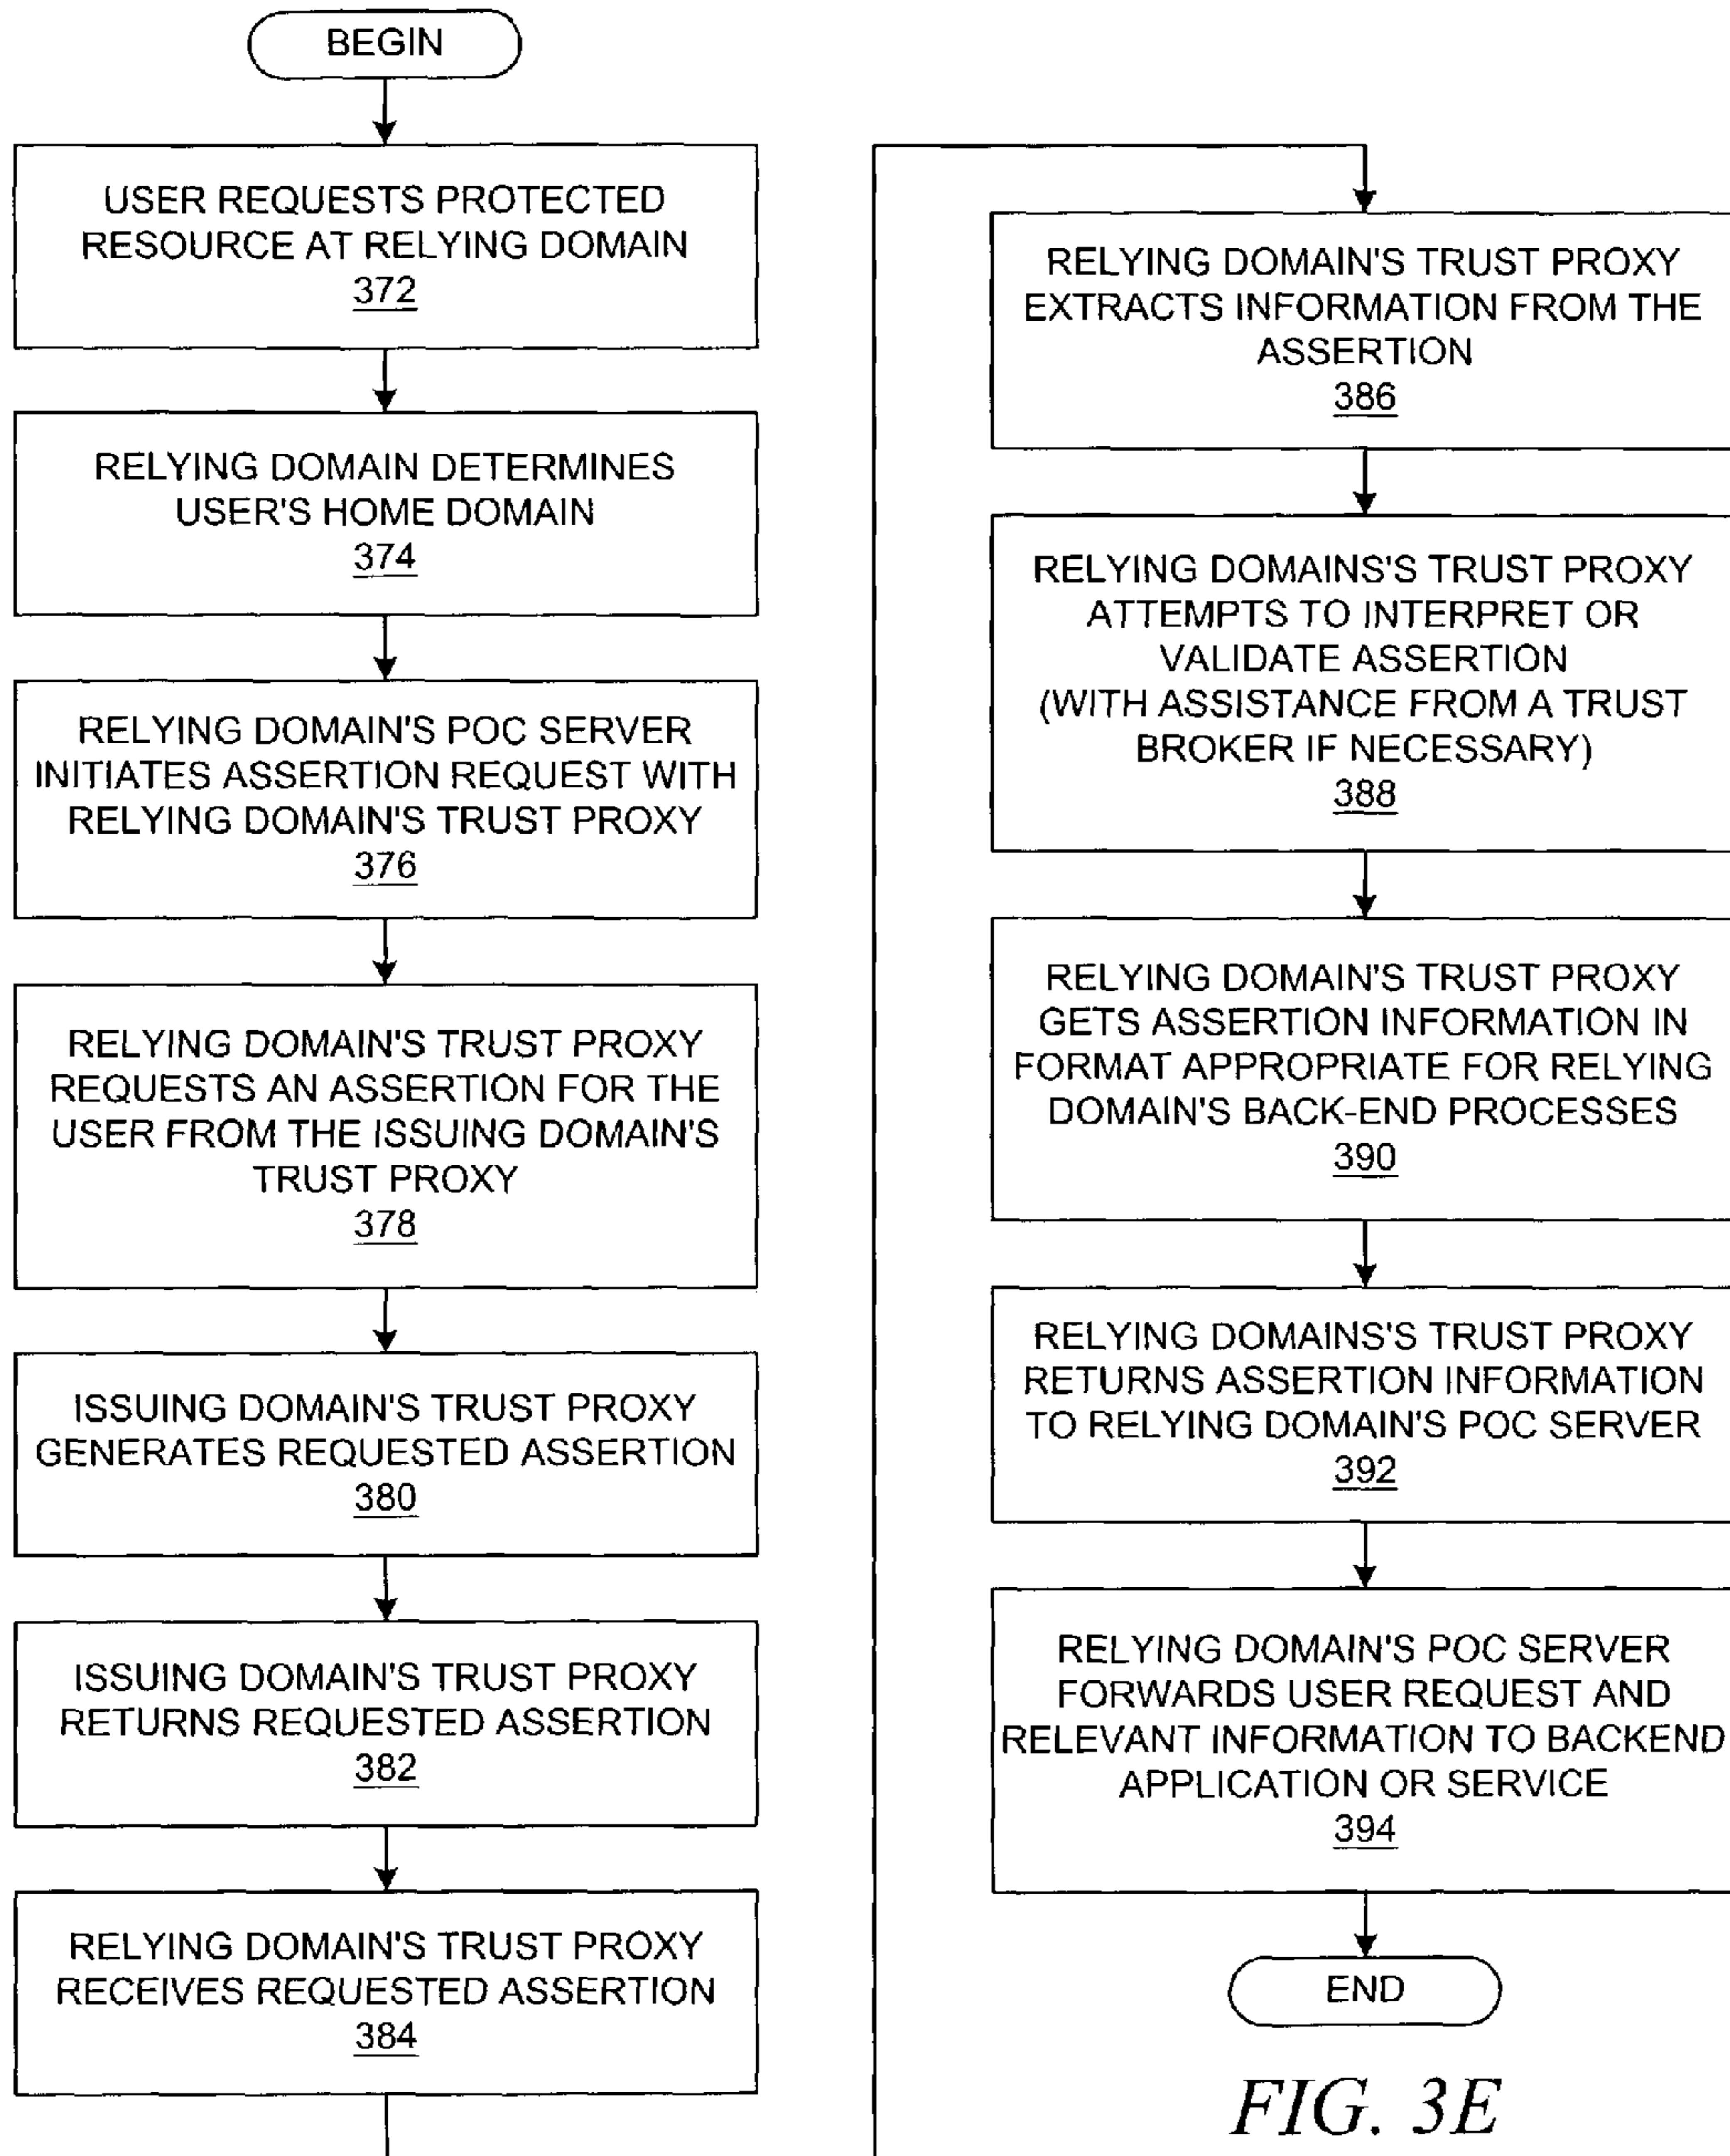 BEGIN
USER REQUESTS PROTECTED
RESOURCE AT RELYING DOMAIN
372
RELYING DOMAIN DETERMINES
USER'S HOME DOMAIN
374
RELYING DOMAIN'S POC SERVER
INITIATES ASSERTION REQUEST WITH
RELYING DOMAIN'S TRUST PROXY
376
RELYING DOMAIN'S TRUST PROXY
REQUESTS AN ASSERTION FOR THE
USER FROM THE ISSUING DOMAIN'S
TRUST PROXY
378
ISSUING DOMAIN'S TRUST PROXY
GENERATES REQUESTED ASSERTION
380
ISSUING DOMAIN'S TRUST PROXY
RETURNS REQUESTED ASSERTION
382
RELYING DOMAIN'S TRUST PROXY
RECEIVES REQUESTED ASSERTION
384
RELYING DOMAIN'S TRUST PROXY
EXTRACTS INFORMATION FROM THE
ASSERTION
386
RELYING DOMAINS'S TRUST PROXY
ATTEMPTS TO INTERPRET OR
VALIDATE ASSERTION
(WITH ASSISTANCE FROM A TRUST
BROKER IF NECESSARY)
388
RELYING DOMAIN'S TRUST PROXY
GETS ASSERTION INFORMATION IN
FORMAT APPROPRIATE FOR RELYING
DOMAIN'S BACK-END PROCESSES
390
RELYING DOMAINS'S TRUST PROXY
RETURNS ASSERTION INFORMATION
TO RELYING DOMAIN'S POC SERVER
392
RELYING DOMAIN'S POC SERVER
FORWARDS USER REQUEST AND
RELEVANT INFORMATION TO BACKEND
APPLICATION OR SERVICE
394
END
FIG. 3E